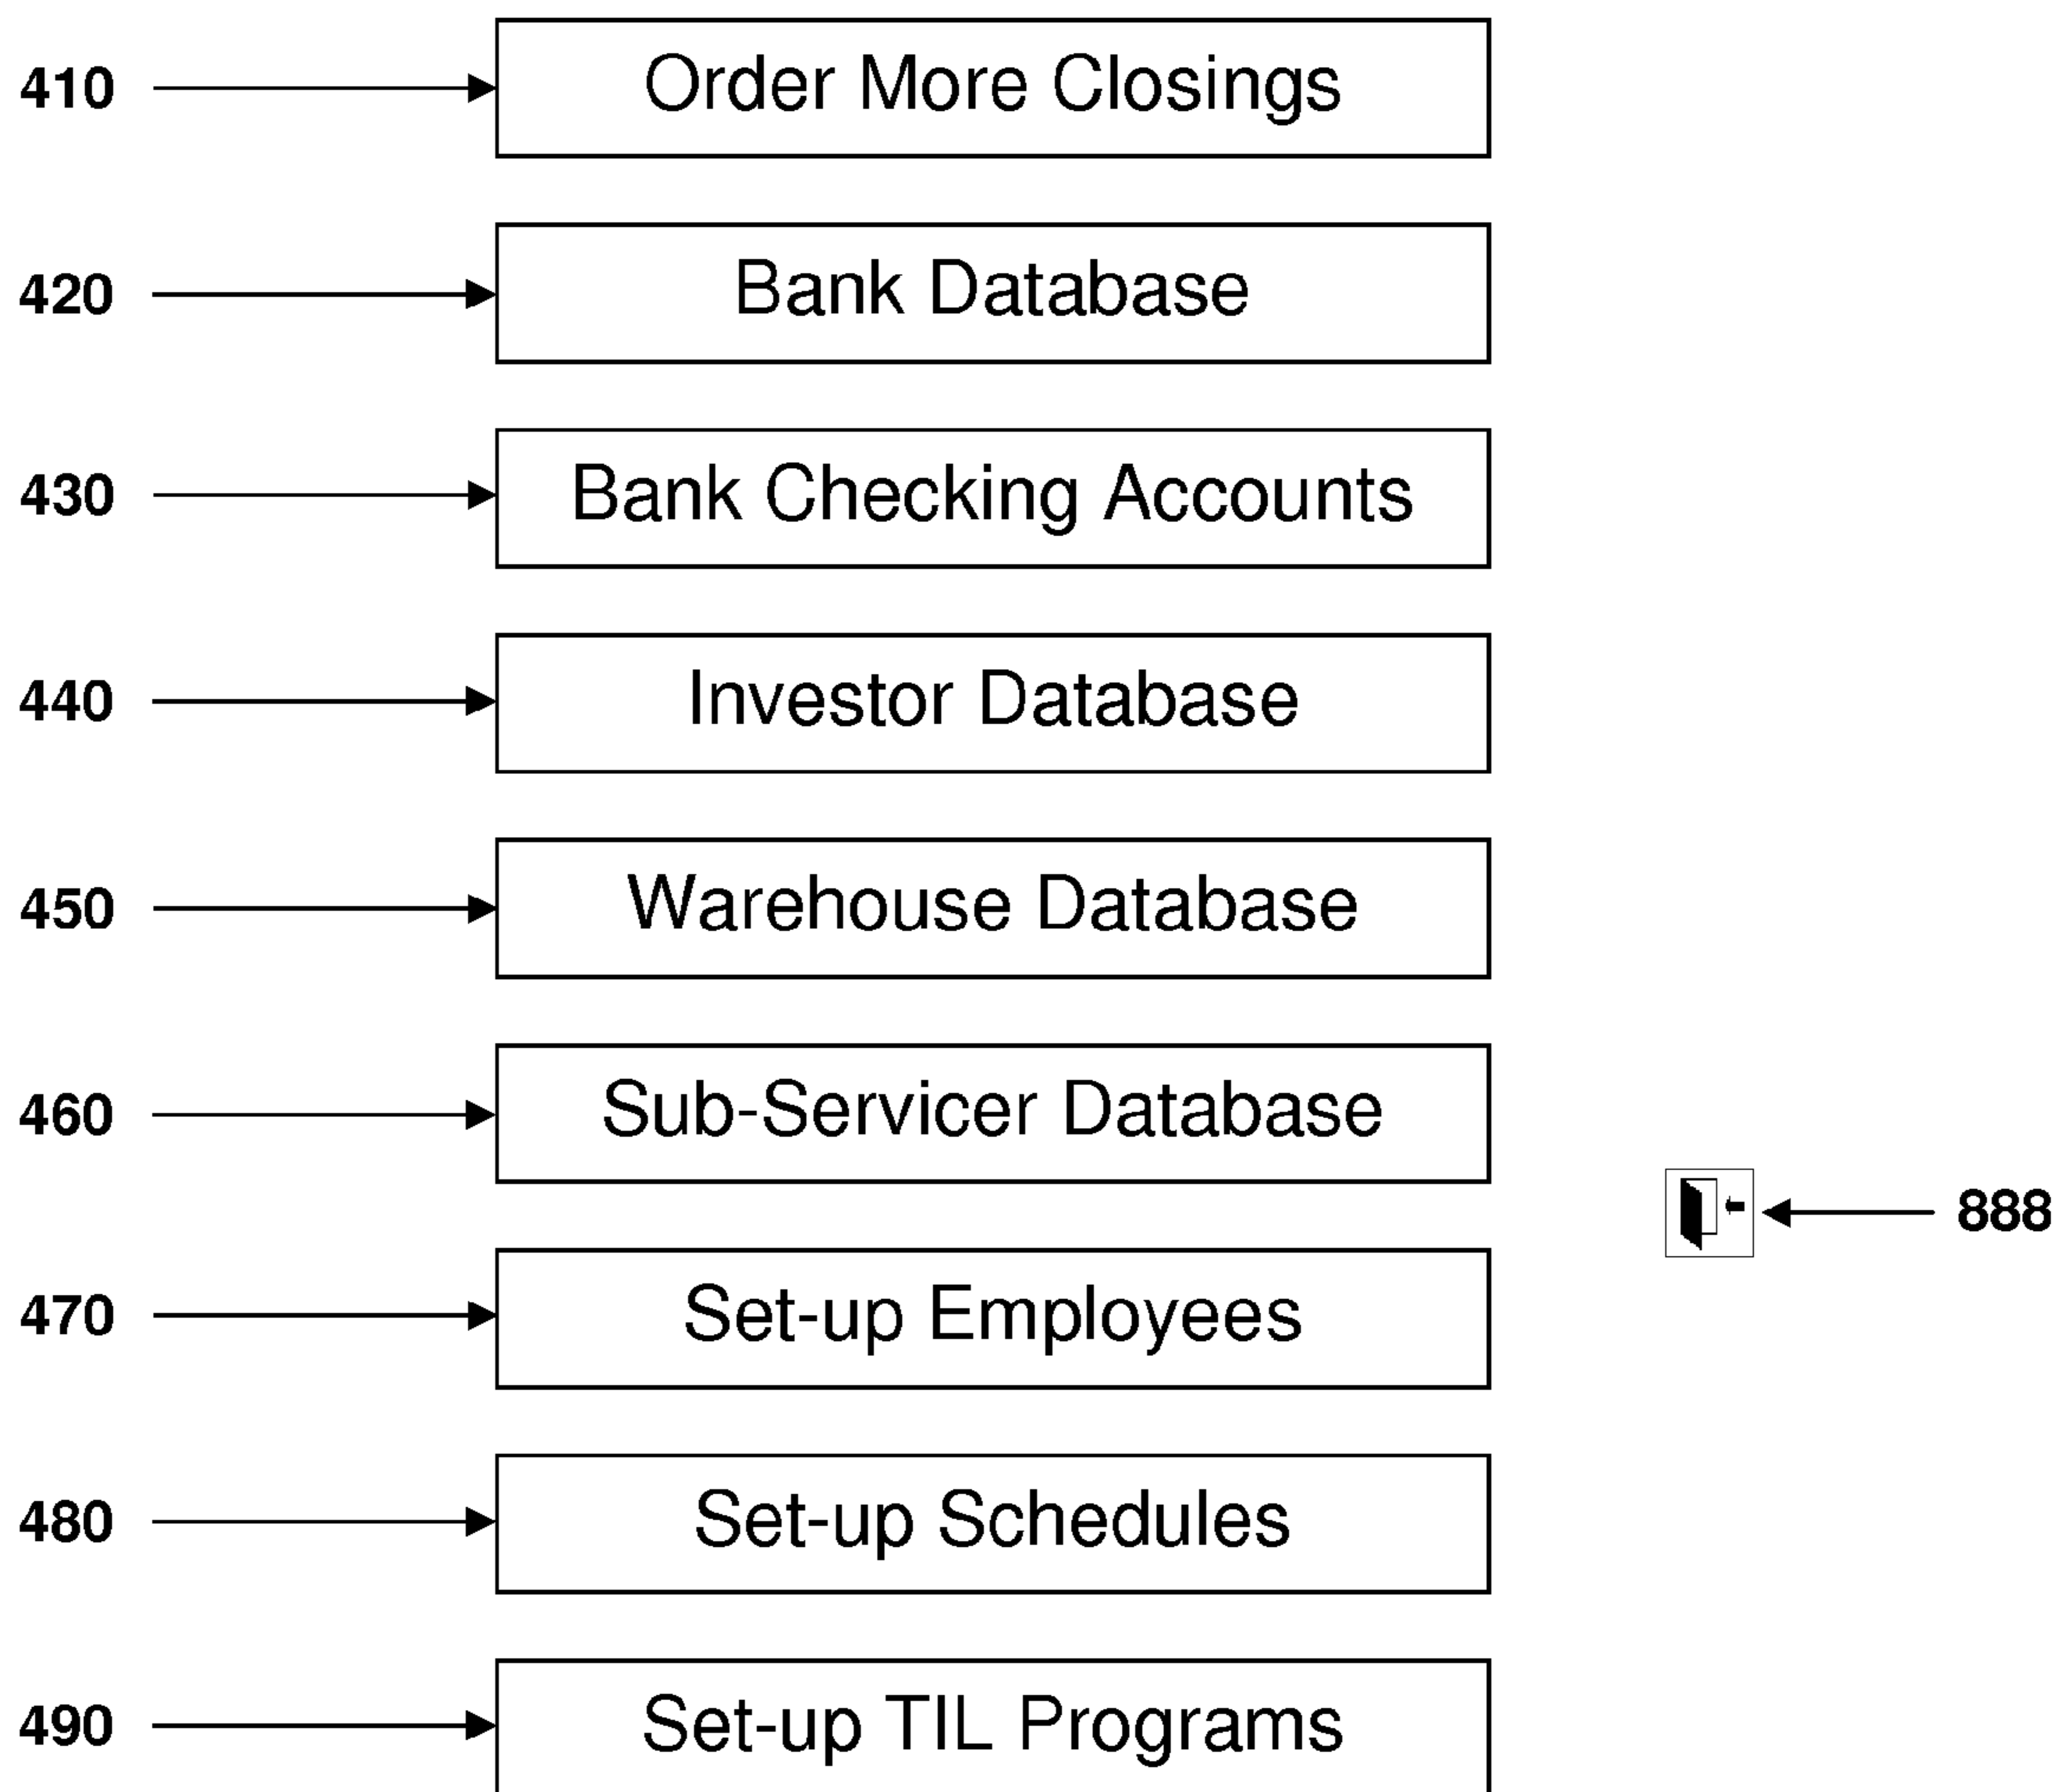 410 Order More Closings
420 Bank Database
430 Bank Checking Accounts
440 Investor Database
450 Warehouse Database
460 Sub-Servicer Database
888
470 Set-up Employees
480 Set-up Schedules
490 Set-up TIL Programs